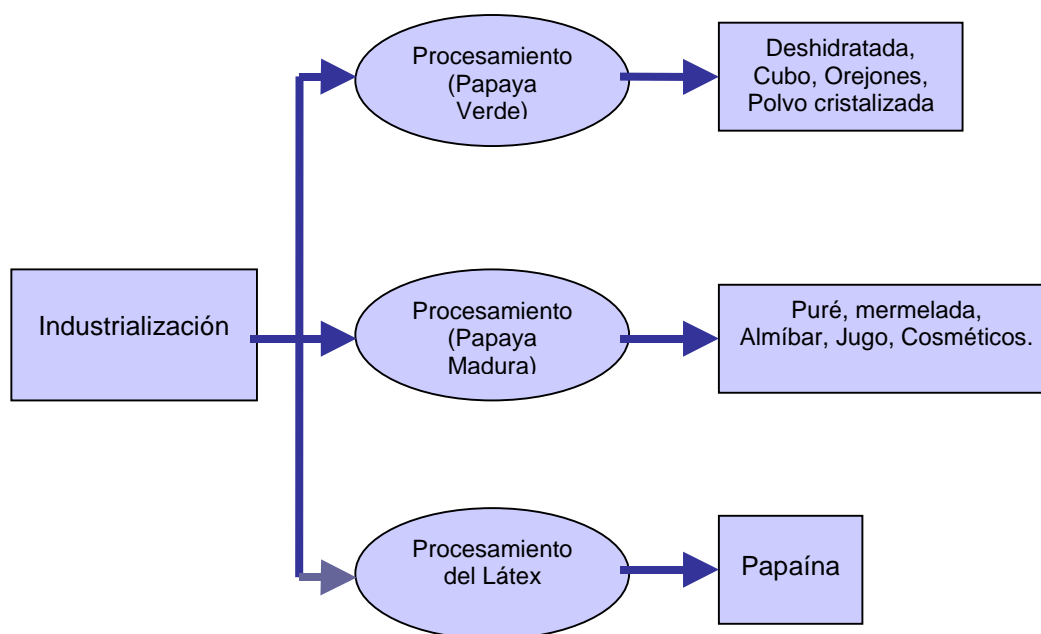 Procesamiento
(Papaya
Verde)
Deshidratada,
Cubo, Orejones,
Polvo cristalizada
Industrialización
Procesamiento
(Papaya
Madura)
Puré, mermelada,
Almíbar, Jugo, Cosméticos.
Procesamiento
del Látex
Papaína